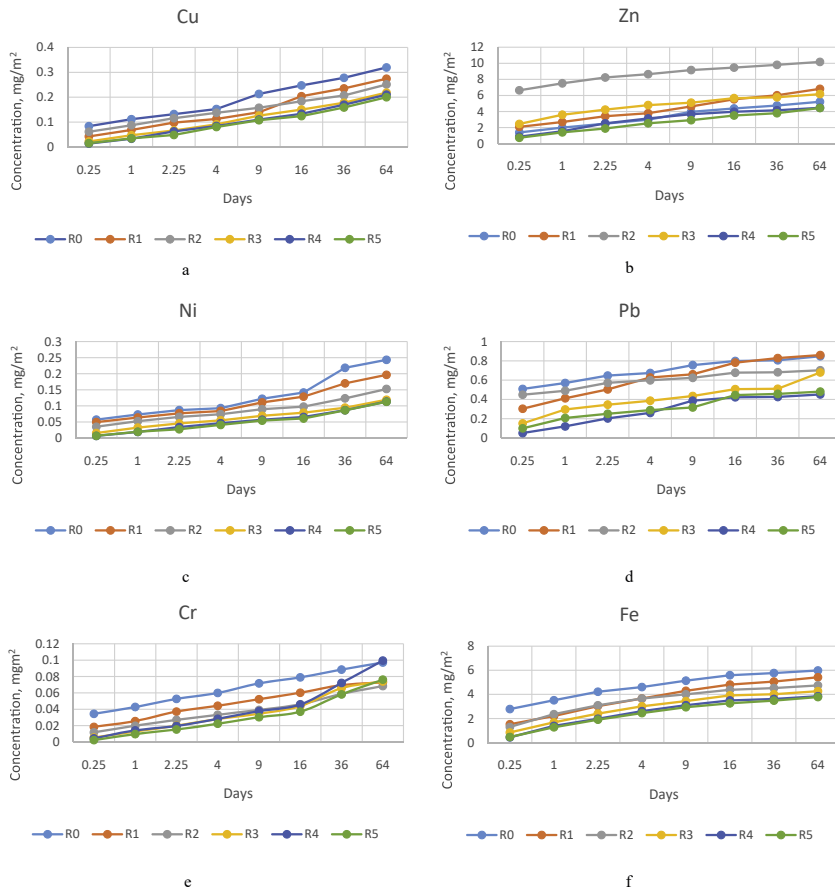 Cu
Concentration, mg/m²
0.4
0.3
0.2
0.1
0
0.25 1 2.25 4 9 16 36 64
Days
R0 R1 R2 R3 R4 R5
a
Zn
Concentration, mg/m²
12
10
8
6
4
2
0
0.25 1 2.25 4 9 16 36 64
Days
R0 R1 R2 R3 R4 R5
b
Ni
Concentration, mg/m²
0.3
0.25
0.2
0.15
0.1
0.05
0
0.25 1 2.25 4 9 16 36 64
Days
R0 R1 R2 R3 R4 R5
c
Pb
Concentration, mg/m²
1
0.8
0.6
0.4
0.2
0
0.25 1 2.25 4 9 16 36 64
Days
R0 R1 R2 R3 R4 R5
d
Cr
Concentration, mgm²
0.12
0.1
0.08
0.06
0.04
0.02
0
0.25 1 2.25 4 9 16 36 64
Days
R0 R1 R2 R3 R4 R5
e
Fe
Concentration, mg/m²
8
6
4
2
0
0.25 1 2.25 4 9 16 36 64
Days
R0 R1 R2 R3 R4 R5
f